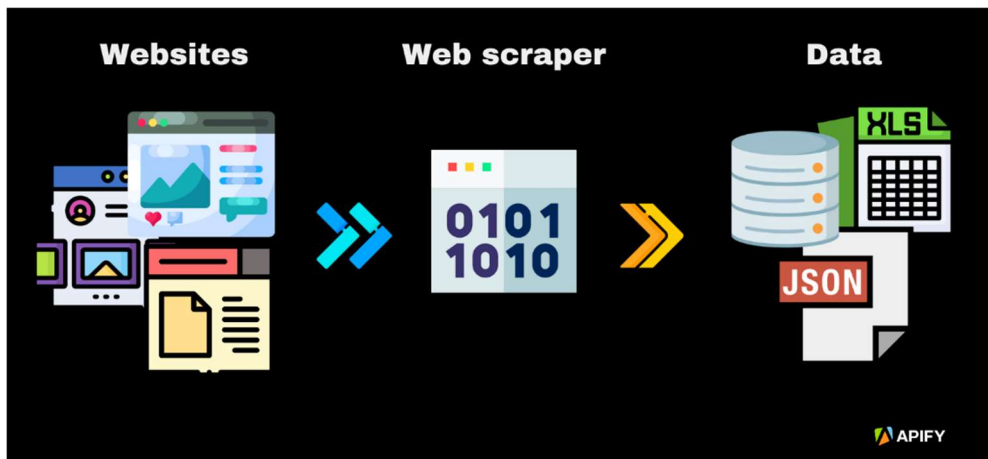 Websites
Web scraper
Data
XLS
0101
1010
JSON
APIFY